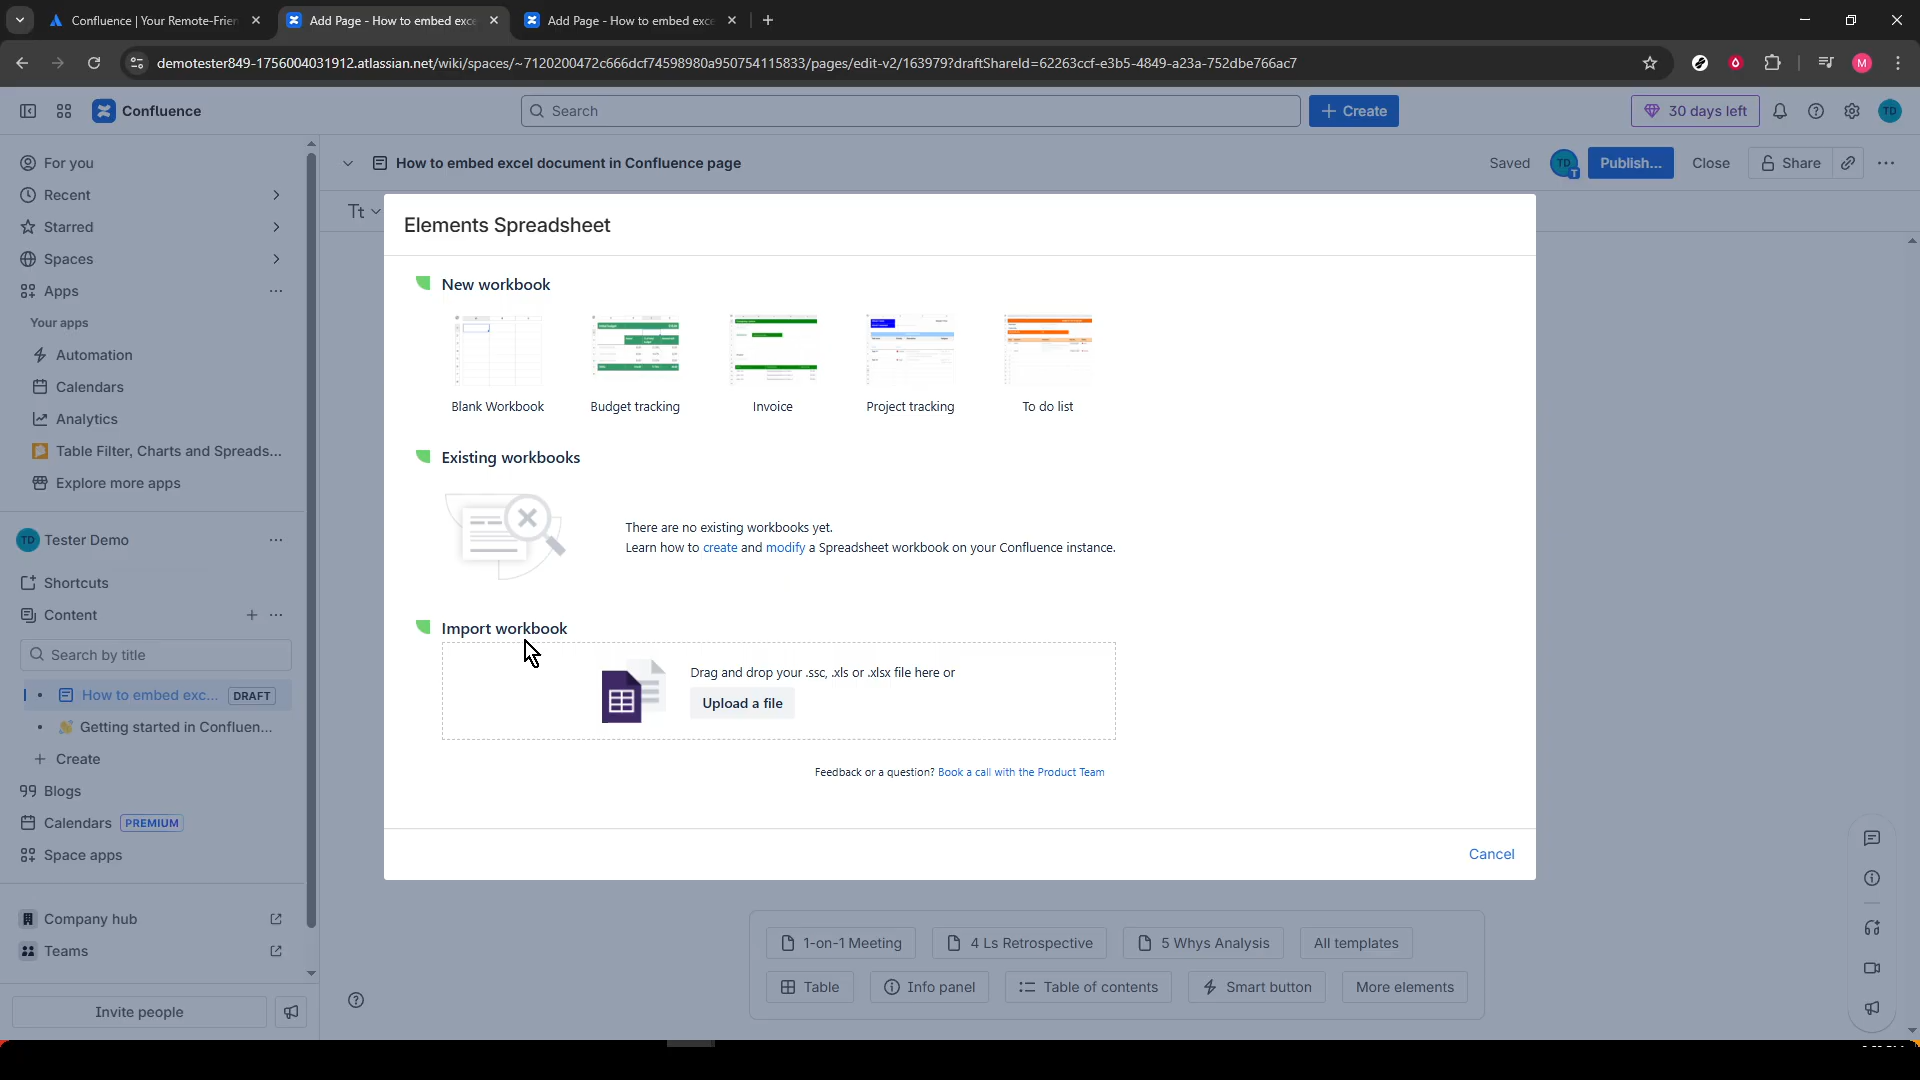 Confluence | Your Remote-Frien
Add Page - How to embed exce
Add Page - How to embed exce
demotester849-1756004031912.atlassian.net/wiki/spaces/~7120200472c666dcf74598980a950754115833/pages/edit-v2/163979?draftShareId=62263ccf-e3b5-4849-a23a-752dbe766ac7
M
Confluence
Search
Create
30 days left
TD
For you
Recent
Starred
Spaces
Apps
Your apps
Automation
Calendars
Analytics
Table Filter, Charts and Spreads...
Explore more apps
TD Tester Demo
Shortcuts
Content
Search by title
How to embed exc... DRAFT
Getting started in Confluen...
Create
Blogs
Calendars PREMIUM
Space apps
Company hub
Teams
Invite people
How to embed excel document in Confluence page
Saved
TD
T
Publish...
Close
Share
Tt
Elements Spreadsheet
New workbook
Blank Workbook
Budget tracking
Invoice
Project tracking
To do list
Existing workbooks
There are no existing workbooks yet.
Learn how to create and modify a Spreadsheet workbook on your Confluence instance.
Import workbook
Drag and drop your .ssc, .xls or .xlsx file here or
Upload a file
Feedback or a question? Book a call with the Product Team
Cancel
1-on-1 Meeting
4 Ls Retrospective
5 Whys Analysis
All templates
Table
Info panel
Table of contents
Smart button
More elements